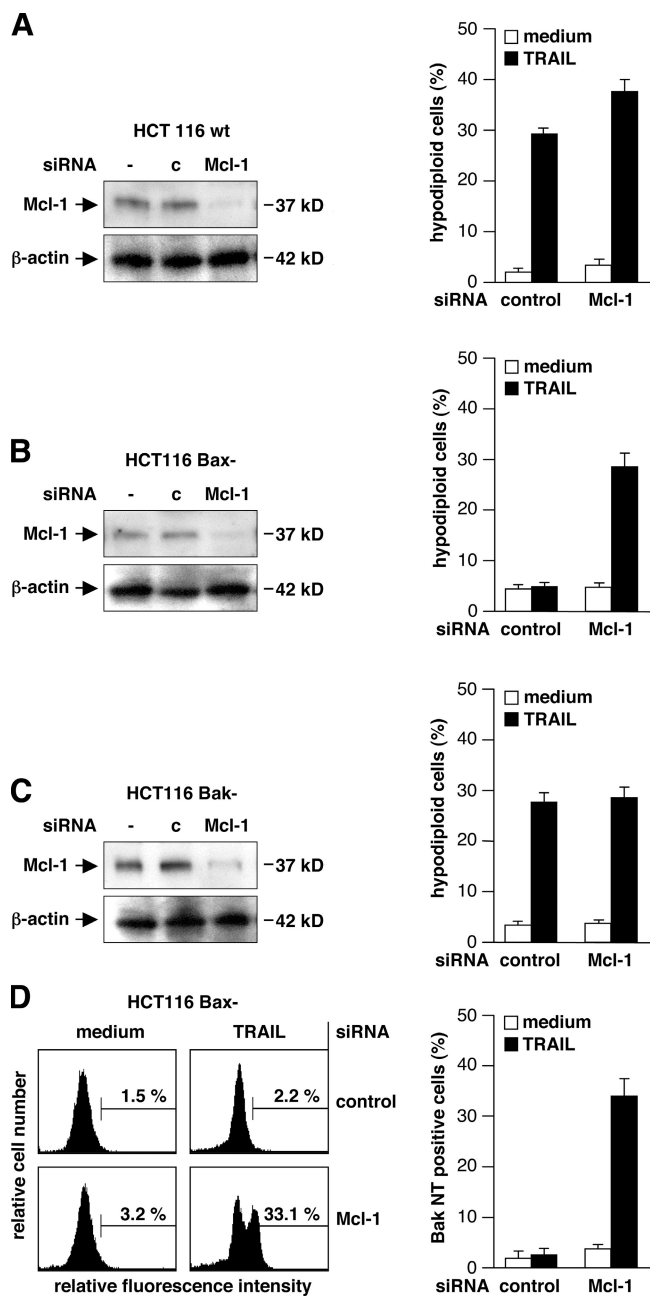 A
HCT 116 wt
siRNA - c Mcl-1
Mcl-1 37 kD
β-actin 42 kD
hypodiploid cells (%)
50
40
30
20
10
0
medium
TRAIL
siRNA control Mcl-1
B
HCT116 Bax-
siRNA - c Mcl-1
Mcl-1 37 kD
β-actin 42 kD
hypodiploid cells (%)
50
40
30
20
10
0
medium
TRAIL
siRNA control Mcl-1
C
HCT116 Bak-
siRNA - c Mcl-1
Mcl-1 37 kD
β-actin 42 kD
hypodiploid cells (%)
50
40
30
20
10
0
medium
TRAIL
siRNA control Mcl-1
D
HCT116 Bax-
medium TRAIL siRNA
relative cell number
1.5 % 2.2 % control
3.2 % 33.1 % Mcl-1
relative fluorescence intensity
Bak NT positive cells (%)
50
40
30
20
10
0
medium
TRAIL
siRNA control Mcl-1